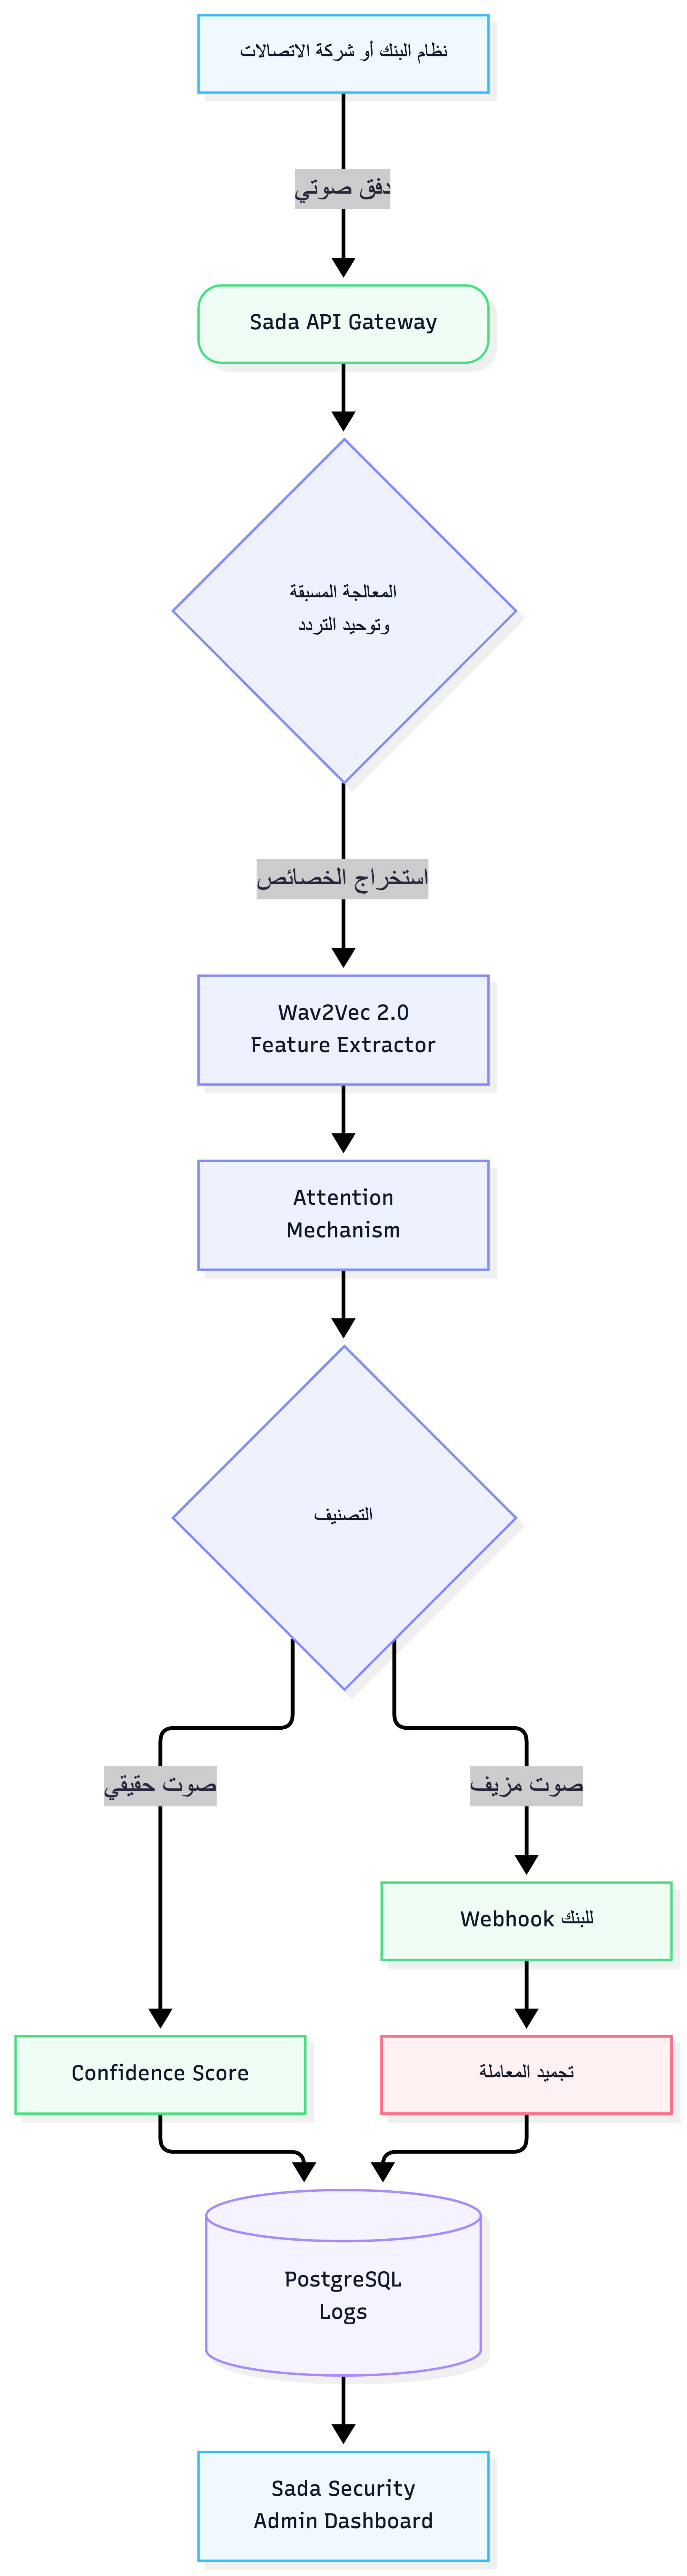 نظام البنك أو شركة الاتصالات
دفق صوتي
Sada API Gateway
المعالجة المسبقة
وتوحيد التردد
استخراج الخصائص
Wav2Vec 2.0
Feature Extractor
Attention
Mechanism
التصنيف
صوت حقيقي
صوت مزيف
Webhook للبنك
Confidence Score
تجميد المعاملة
PostgreSQL
Logs
Sada Security
Admin Dashboard